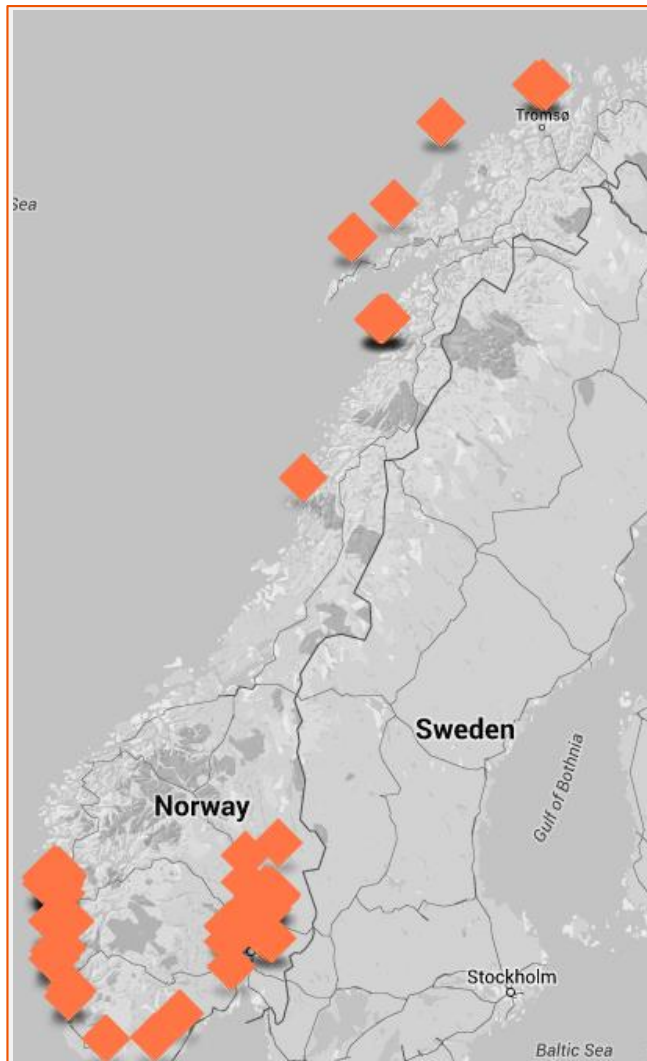 Tromsø
Sea
Sweden
Gulf of Bothnia
Norway
Stockholm
Baltic Sea